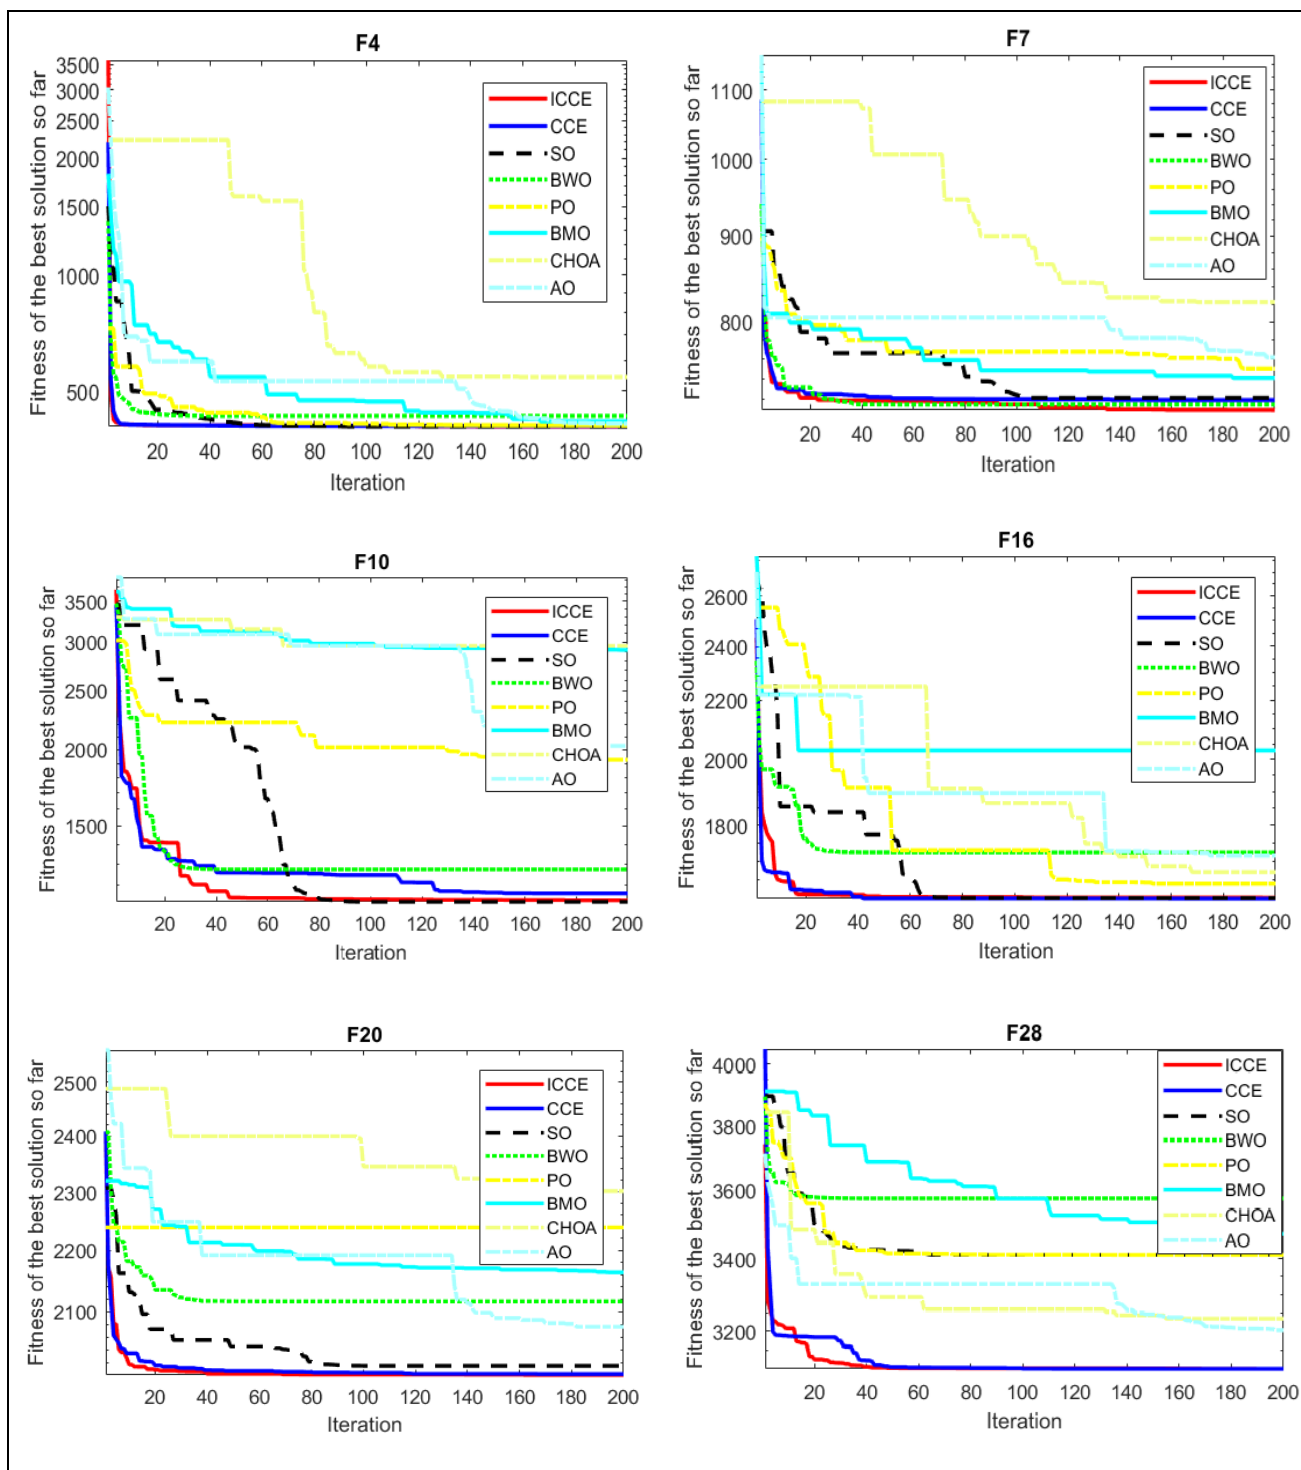 F4
Fitness of the best solution so far
3500
3000
2500
2000
1500
1000
500
ICCE
CCE
SO
BWO
PO
BMO
CHOA
AO
20 40 60 80 100 120 140 160 180 200
Iteration
F7
Fitness of the best solution so far
1100
1000
900
800
ICCE
CCE
SO
BWO
PO
BMO
CHOA
AO
20 40 60 80 100 120 140 160 180 200
Iteration
F10
Fitness of the best solution so far
3500
3000
2500
2000
1500
ICCE
CCE
SO
BWO
PO
BMO
CHOA
AO
20 40 60 80 100 120 140 160 180 200
Iteration
F16
Fitness of the best solution so far
2600
2400
2200
2000
1800
ICCE
CCE
SO
BWO
PO
BMO
CHOA
AO
20 40 60 80 100 120 140 160 180 200
Iteration
F20
Fitness of the best solution so far
2500
2400
2300
2200
2100
ICCE
CCE
SO
BWO
PO
BMO
CHOA
AO
20 40 60 80 100 120 140 160 180 200
Iteration
F28
Fitness of the best solution so far
4000
3800
3600
3400
3200
ICCE
CCE
SO
BWO
PO
BMO
CHOA
AO
20 40 60 80 100 120 140 160 180 200
Iteration